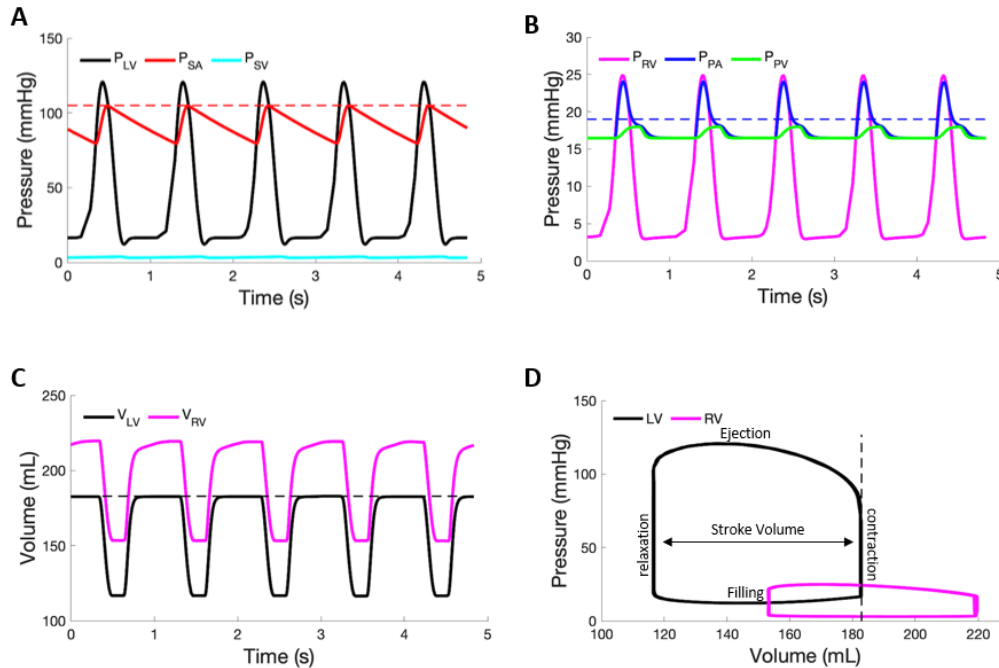 A
B
150
100
50
0
Pressure (mmHg)
P_LV P_SA P_SV
0 1 2 3 4 5
Time (s)
30
25
20
15
10
5
0
Pressure (mmHg)
P_RV P_PA P_PV
0 1 2 3 4 5
Time (s)
C
D
250
200
150
100
Volume (mL)
V_LV V_RV
0 1 2 3 4 5
Time (s)
150
100
50
0
Pressure (mmHg)
LV RV
Ejection
relaxation
Stroke Volume
contraction
Filling
100 120 140 160 180 200 220
Volume (mL)